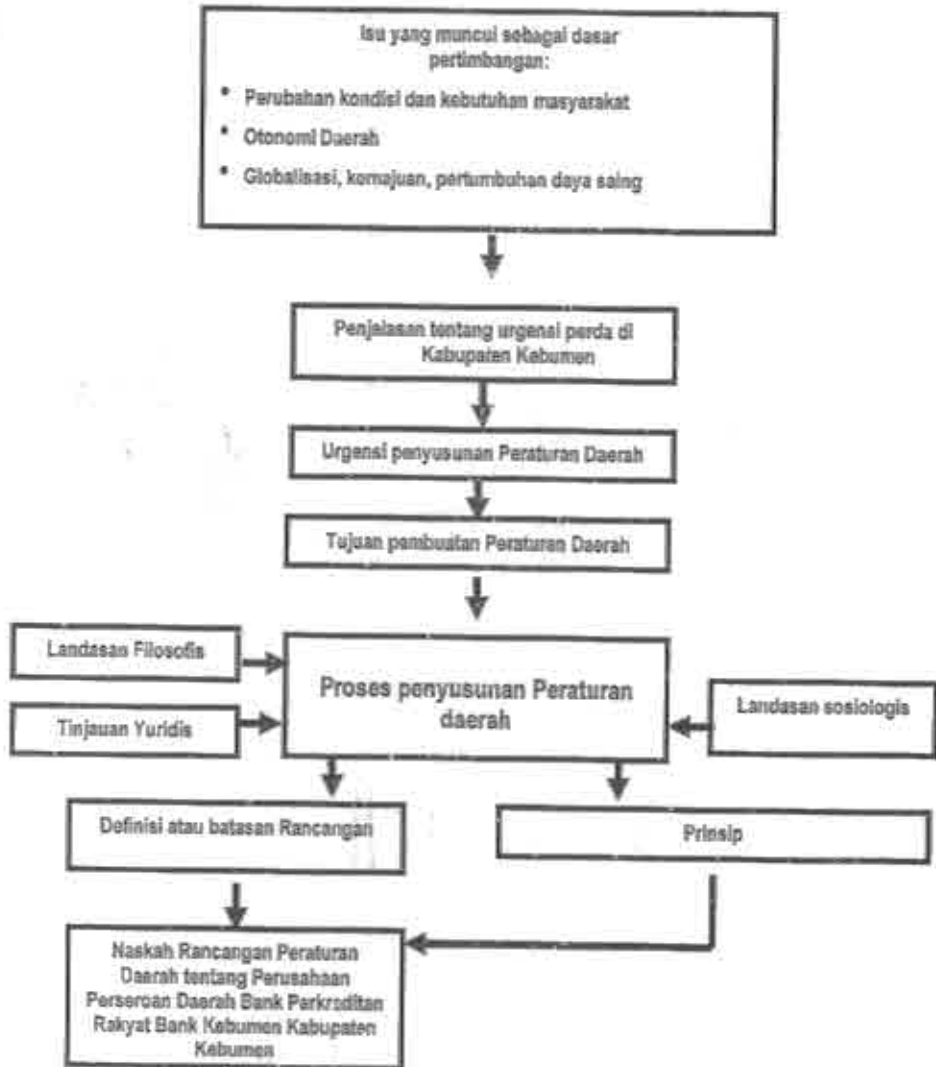 Isu yang muncul sebagai dasar
pertimbangan:
• Perubahan kondisi dan kebutuhan masyarakat
• Otonomi Daerah
• Globalisasi, kemajuan, pertumbuhan daya saing
Penjelasan tentang urgensi perda di
Kabupaten Kebumen
Urgensi penyusunan Peraturan Daerah
Tujuan pembuatan Peraturan Daerah
Landasan Filosofis
Tinjauan Yuridis
Proses penyusunan Peraturan
daerah
Landasan sosiologis
Definisi atau batasan Rancangan
Prinsip
Naskah Rancangan Peraturan
Daerah tentang Perusahaan
Perseroan Daerah Bank Perkreditan
Rakyat Bank Kebumen Kabupaten
Kebumen